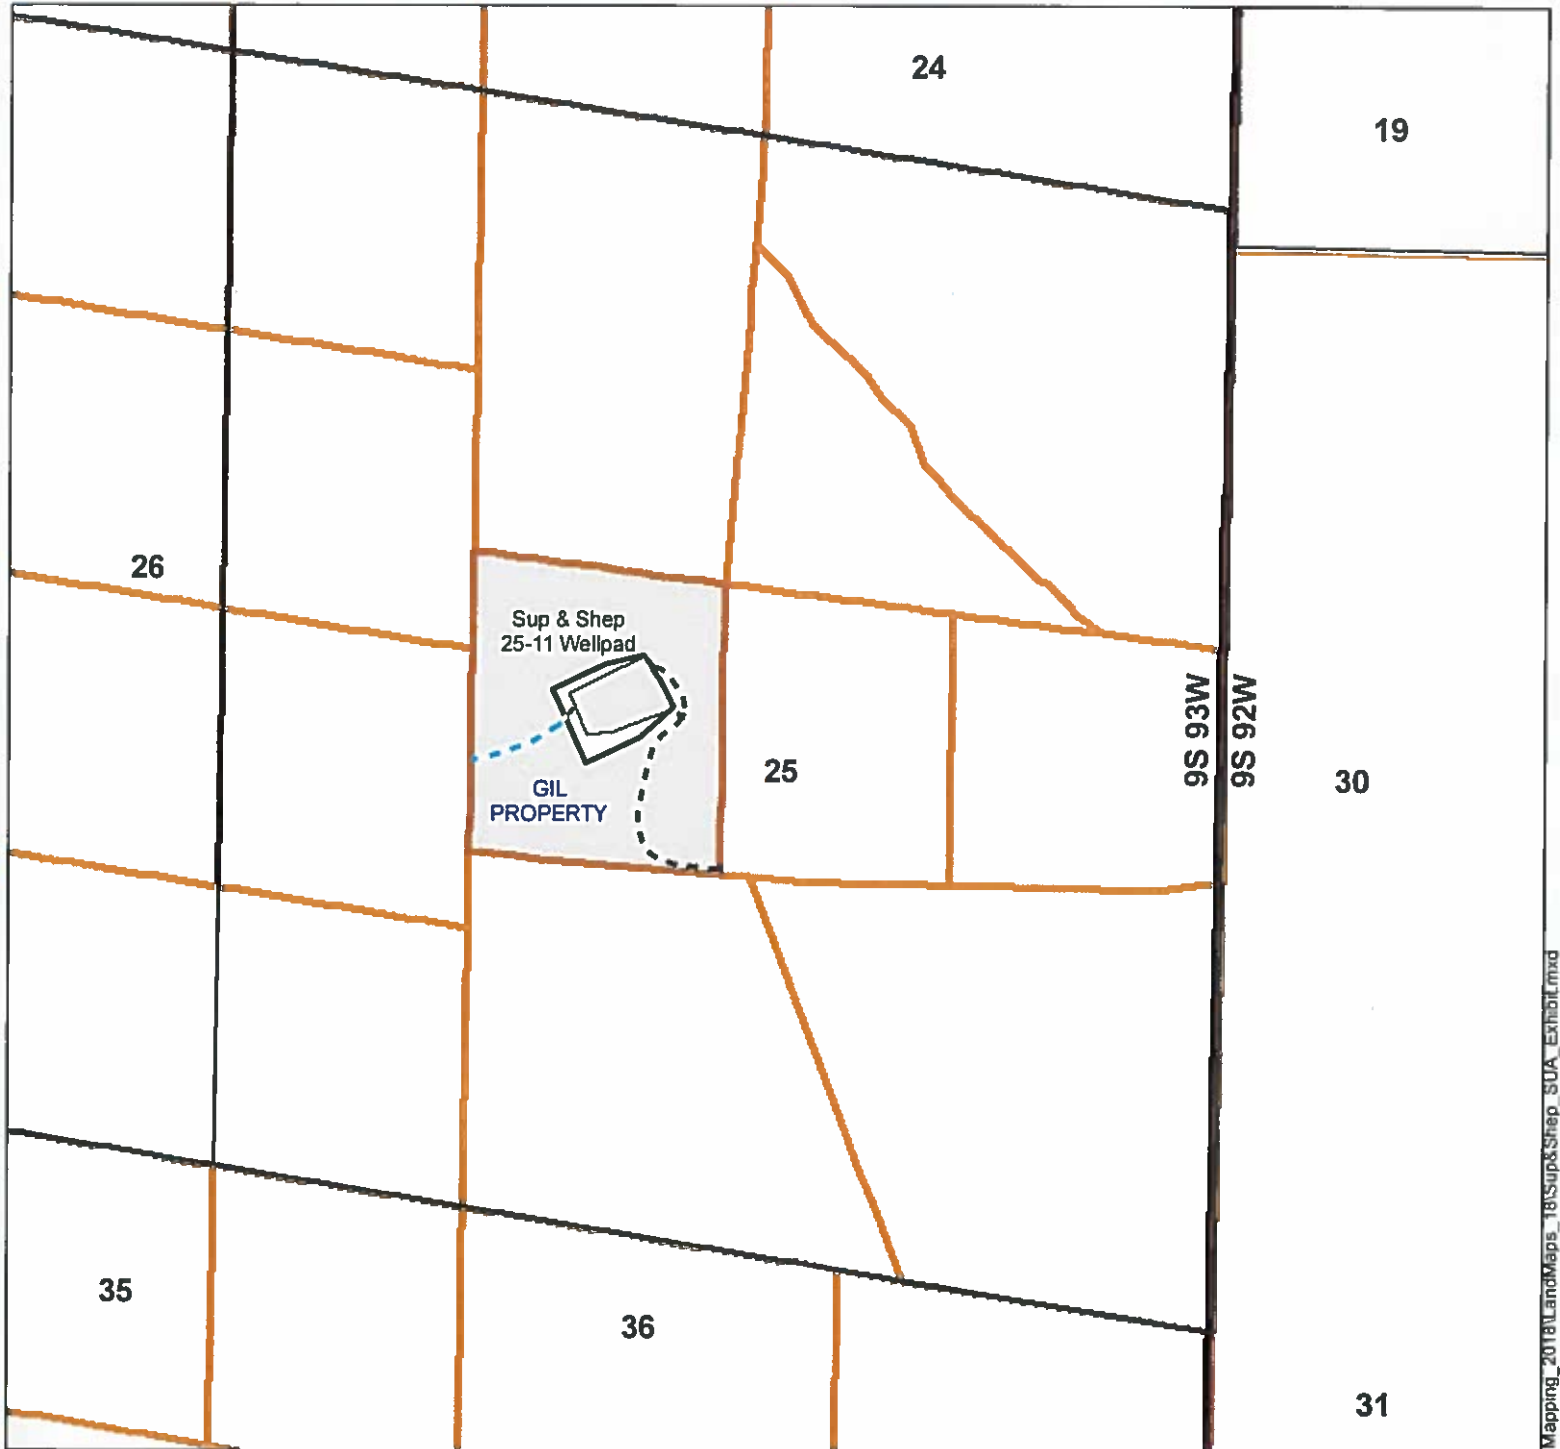 24
19
26
Sup & Shep
25-11 Wellpad
GIL
PROPERTY
25
9S 93W
9S 92W
30
35
36
31
Mapping_2018\LandMaps_18\Sup&Shep_SUA_Exhibit.mxd